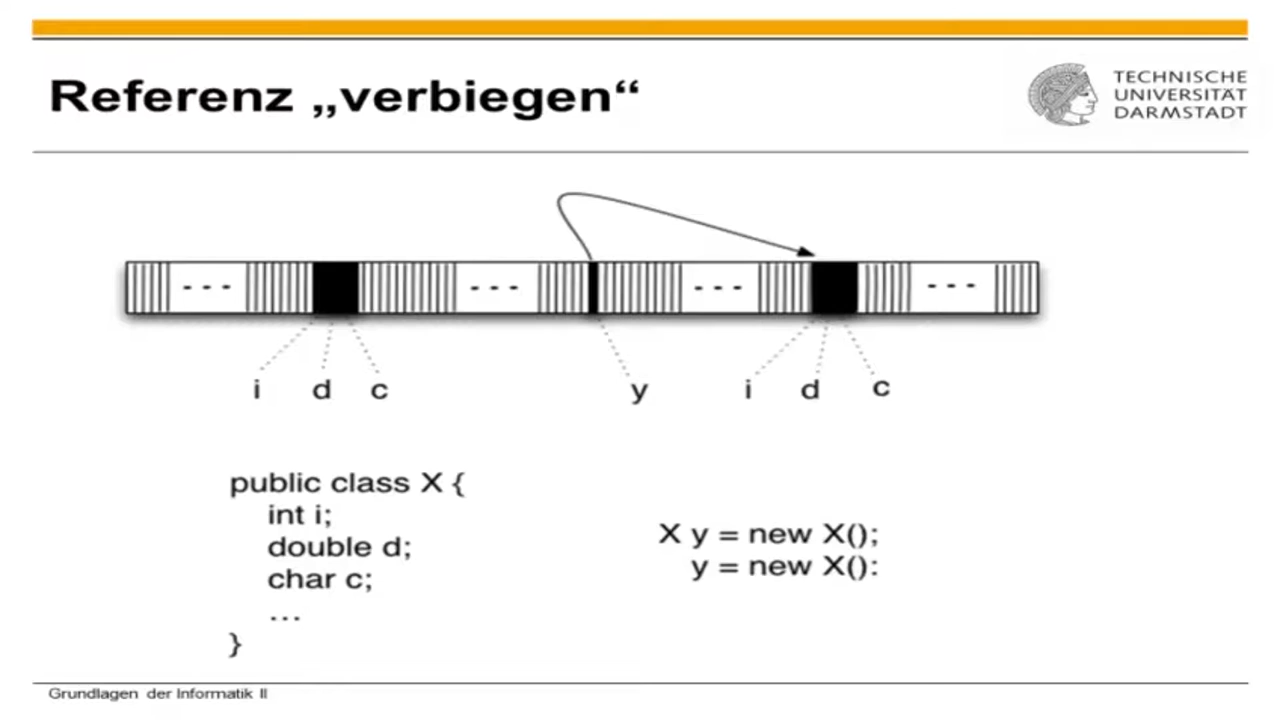 Referenz „verbiegen“
TECHNISCHE
UNIVERSITÄT
DARMSTADT
- - -
- - -
- - -
- - -
i d c y i d c
public class X {
int i;
double d;
char c;
...
}
X y = new X();
y = new X():
Grundlagen der Informatik II